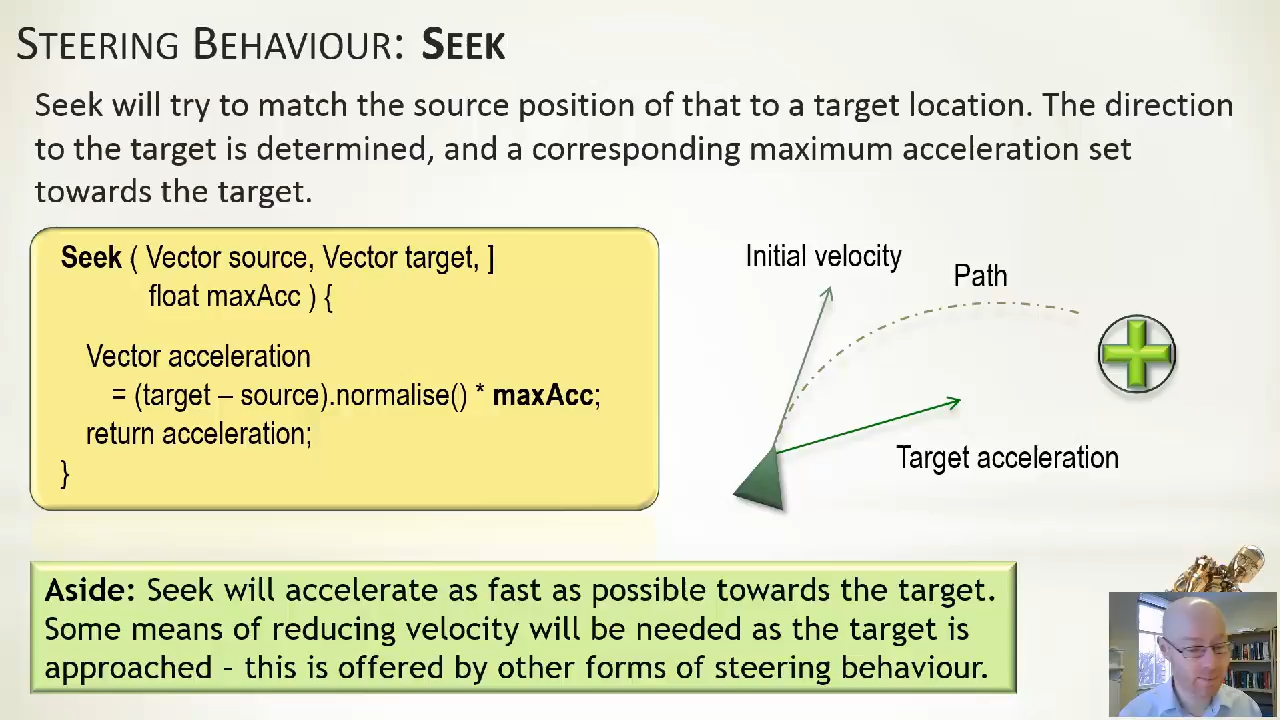 STEERING BEHAVIOUR: SEEK
Seek will try to match the source position of that to a target location. The direction
to the target is determined, and a corresponding maximum acceleration set
towards the target.
Seek ( Vector source, Vector target, ]
float maxAcc ) {
Vector acceleration
= (target – source).normalise() * maxAcc;
return acceleration;
}
Initial velocity
Path
Target acceleration
Aside: Seek will accelerate as fast as possible towards the target.
Some means of reducing velocity will be needed as the target is
approached – this is offered by other forms of steering behaviour.